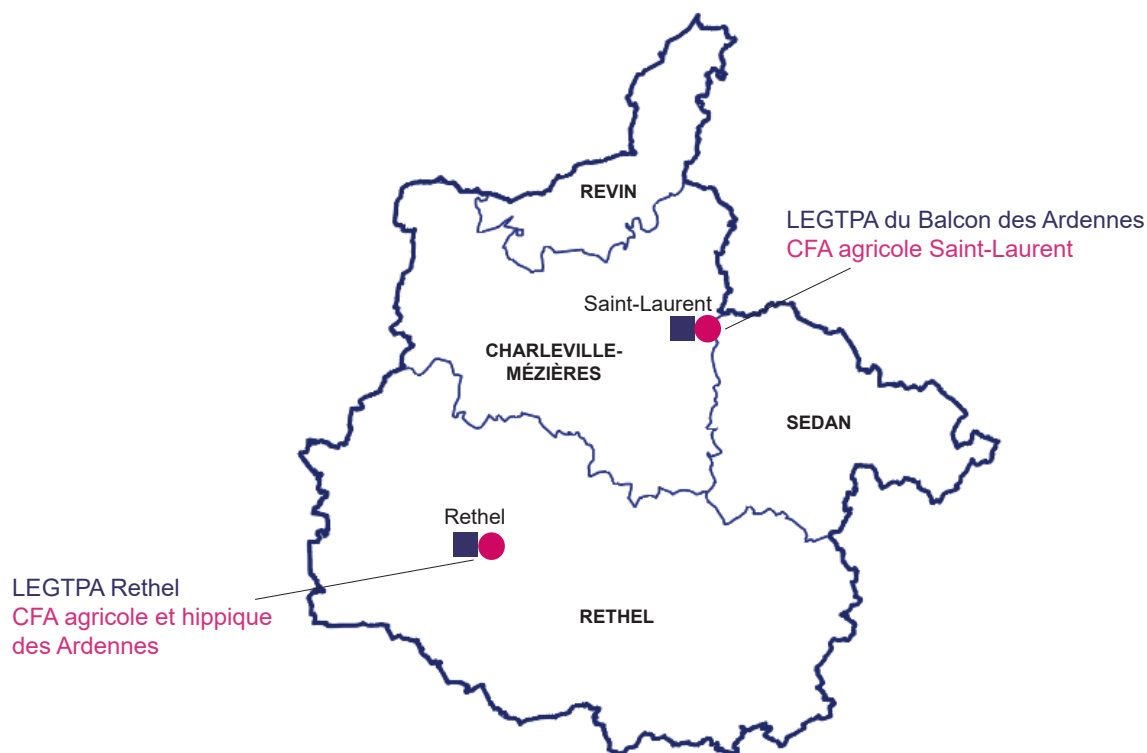 REVIN
LEGTPA du Balcon des Ardennes
CFA agricole Saint-Laurent
Saint-Laurent
CHARLEVILLE-
MÉZIÈRES
SEDAN
Rethel
LEGTPA Rethel
CFA agricole et hippique
des Ardennes
RETHEL